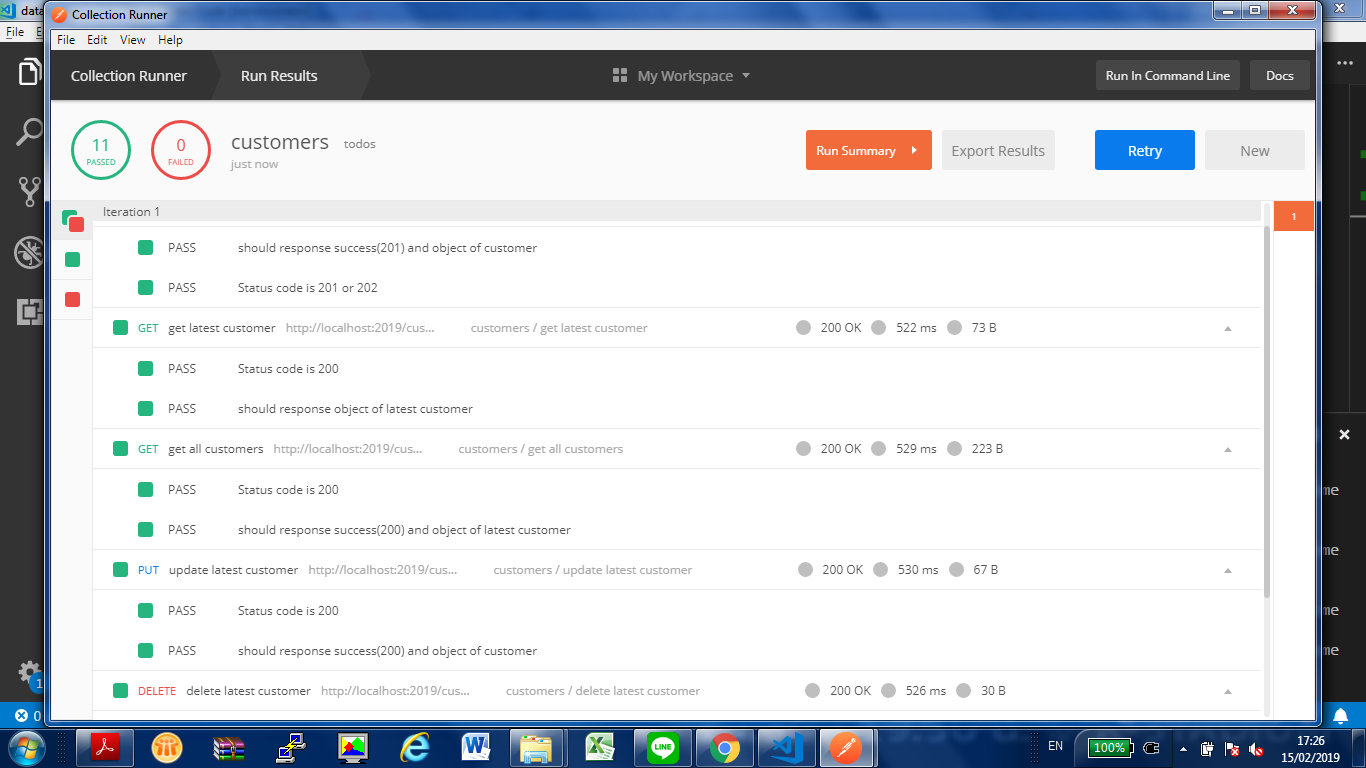 data
Collection Runner
File
File Edit View Help
Collection Runner Run Results My Workspace Run In Command Line Docs
11 PASSED
0 FAILED
customers todos
just now
Run Summary Export Results Retry New
Iteration 1
1
PASS should response success(201) and object of customer
PASS Status code is 201 or 202
GET get latest customer http://localhost:2019/cus... customers / get latest customer 200 OK 522 ms 73 B
PASS Status code is 200
PASS should response object of latest customer
GET get all customers http://localhost:2019/cus... customers / get all customers 200 OK 529 ms 223 B
PASS Status code is 200
me
PASS should response success(200) and object of latest customer
me
PUT update latest customer http://localhost:2019/cus... customers / update latest customer 200 OK 530 ms 67 B
PASS Status code is 200
me
PASS should response success(200) and object of customer
me
DELETE delete latest customer http://localhost:2019/cus... customers / delete latest customer 200 OK 526 ms 30 B
1
0
LINE
EN 100% 17:26
15/02/2019